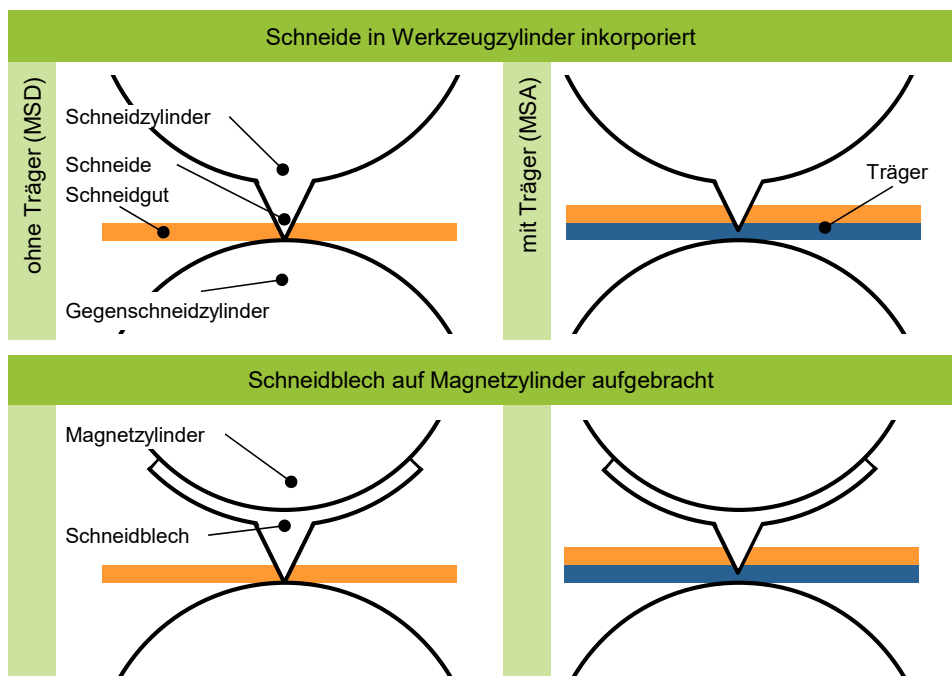 Schneide in Werkzeugzylinder inkorporiert
ohne Träger (MSD)
Schneidzylinder
Schneide
Schneidgut
Gegenschneidzylinder
mit Träger (MSA)
Träger
Schneidblech auf Magnetzylinder aufgebracht
Magnetzylinder
Schneidblech